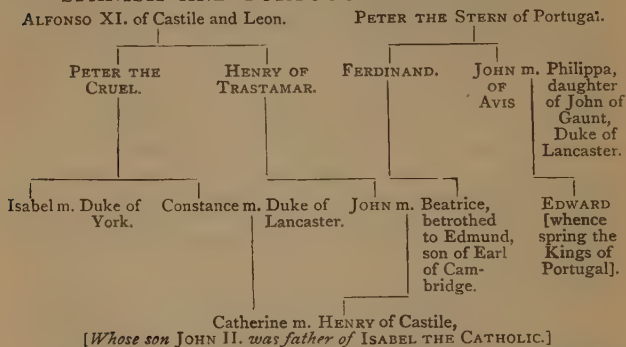 ALFONSO XI. of Castile and Leon. PETER THE STERN of Portugal.
PETER THE CRUEL.
HENRY OF TRASTAMAR.
FERDINAND.
JOHN OF AVIS
m. Philippa, daughter of John of Gaunt, Duke of Lancaster.
Isabel m. Duke of York.
Constance m. Duke of Lancaster.
JOHN m. Beatrice, betrothed to Edmund, son of Earl of Cam-bridge.
EDWARD [whence spring the Kings of Portugal].
Catherine m. HENRY of Castile,
[Whose son JOHN II. was father of ISABEL THE CATHOLIC.]